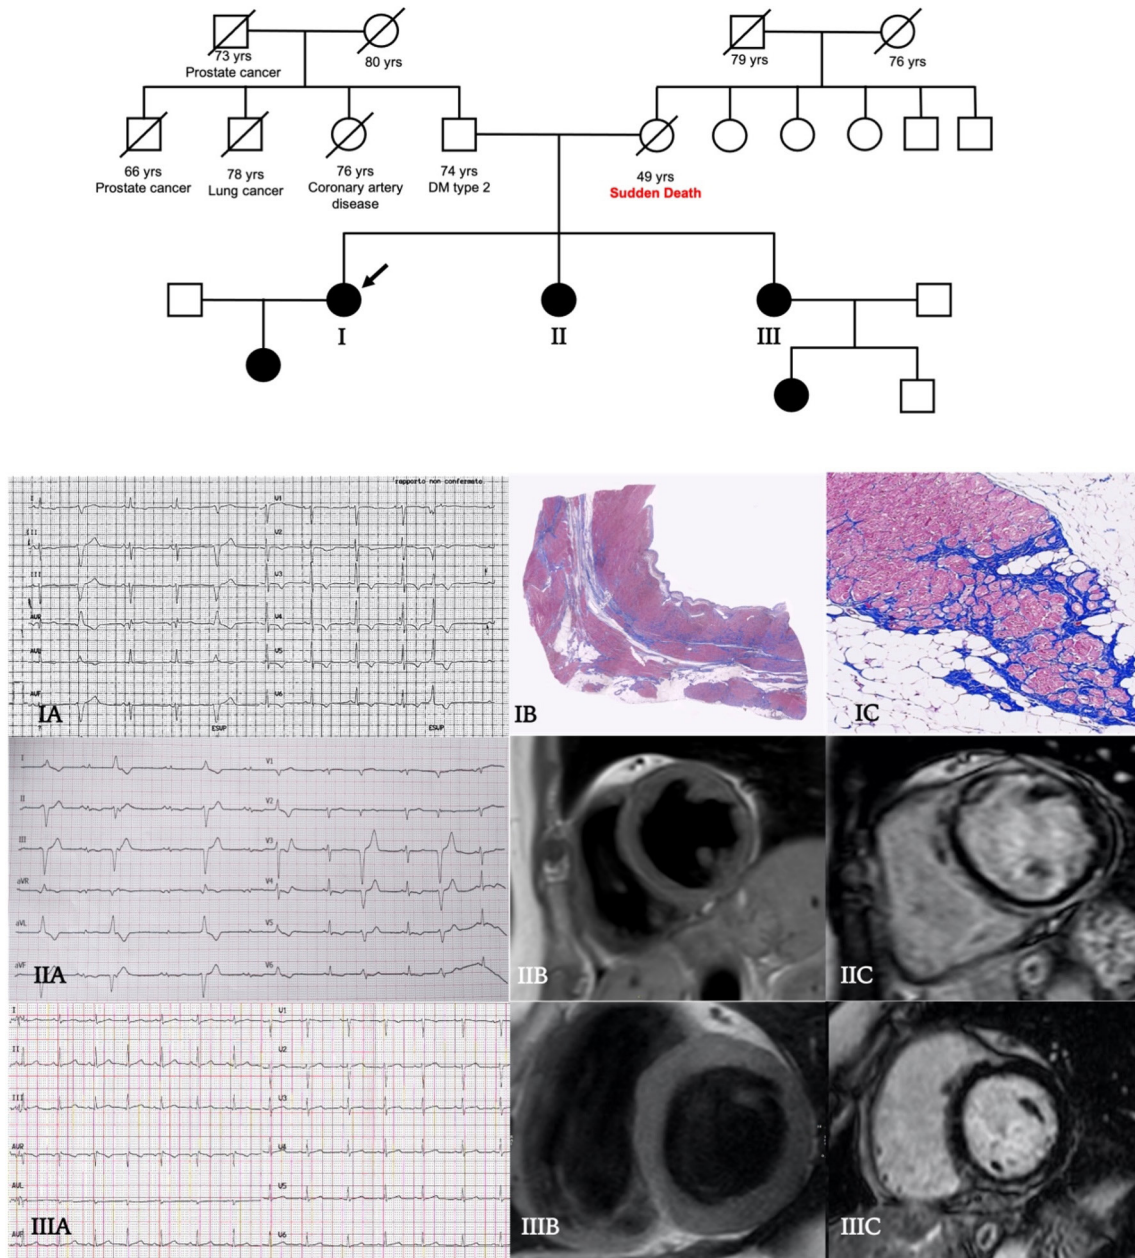 73 yrs
Prostate cancer
80 yrs
79 yrs
76 yrs
66 yrs
Prostate cancer
78 yrs
Lung cancer
76 yrs
Coronary artery
disease
74 yrs
DM type 2
49 yrs
Sudden Death
I
II
III
rapporto non confermato
I
V1
II
V2
III
V3
AVR
V4
AVL
V5
AVF
V6
ESUP
ESUP
IA
IB
IC
I
V1
II
V2
III
V3
aVR
V4
aVL
V5
aVF
V6
IIA
IIB
IIC
I
V1
II
V2
III
V3
AVR
V4
AVL
V5
AVF
V6
IIIA
IIIB
IIIC